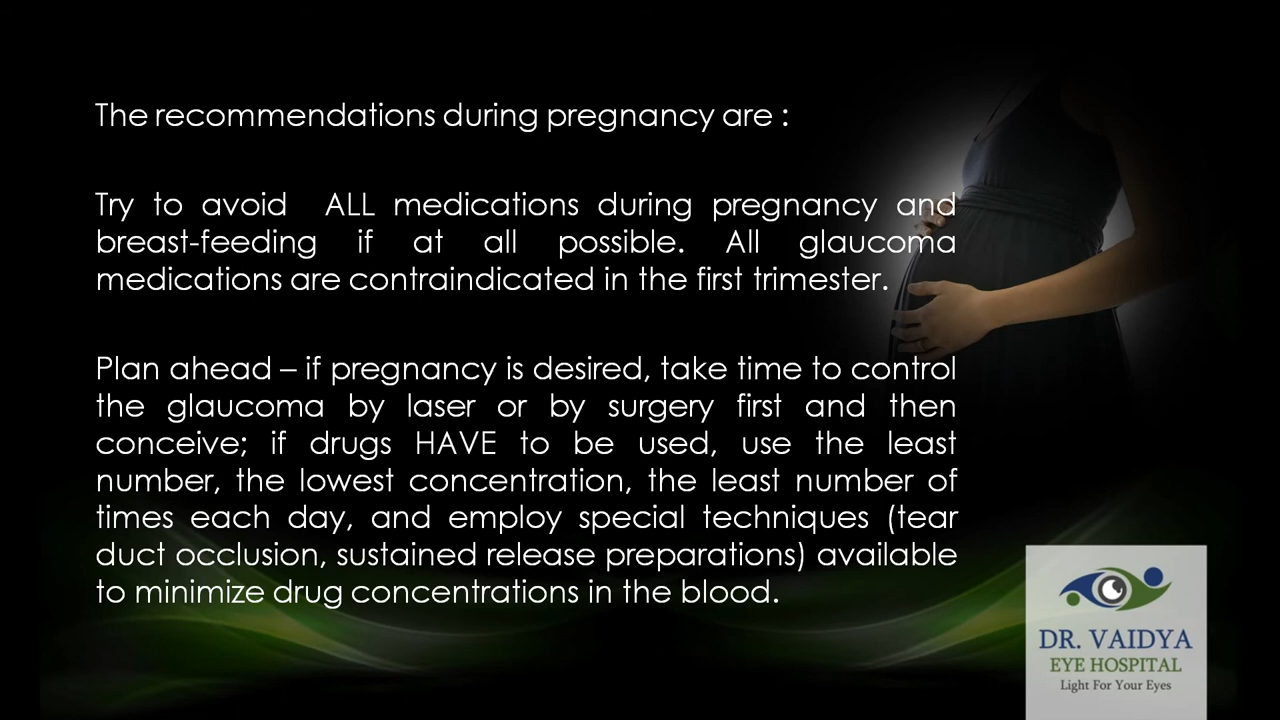 The recommendations during pregnancy are :
Try to avoid ALL medications during pregnancy and
breast-feeding if at all possible. All glaucoma
medications are contraindicated in the first trimester.
Plan ahead – if pregnancy is desired, take time to control
the glaucoma by laser or by surgery first and then
conceive; if drugs HAVE to be used, use the least
number, the lowest concentration, the least number of
times each day, and employ special techniques (tear
duct occlusion, sustained release preparations) available
to minimize drug concentrations in the blood.
DR. VAIDYA
EYE HOSPITAL
Light For Your Eyes